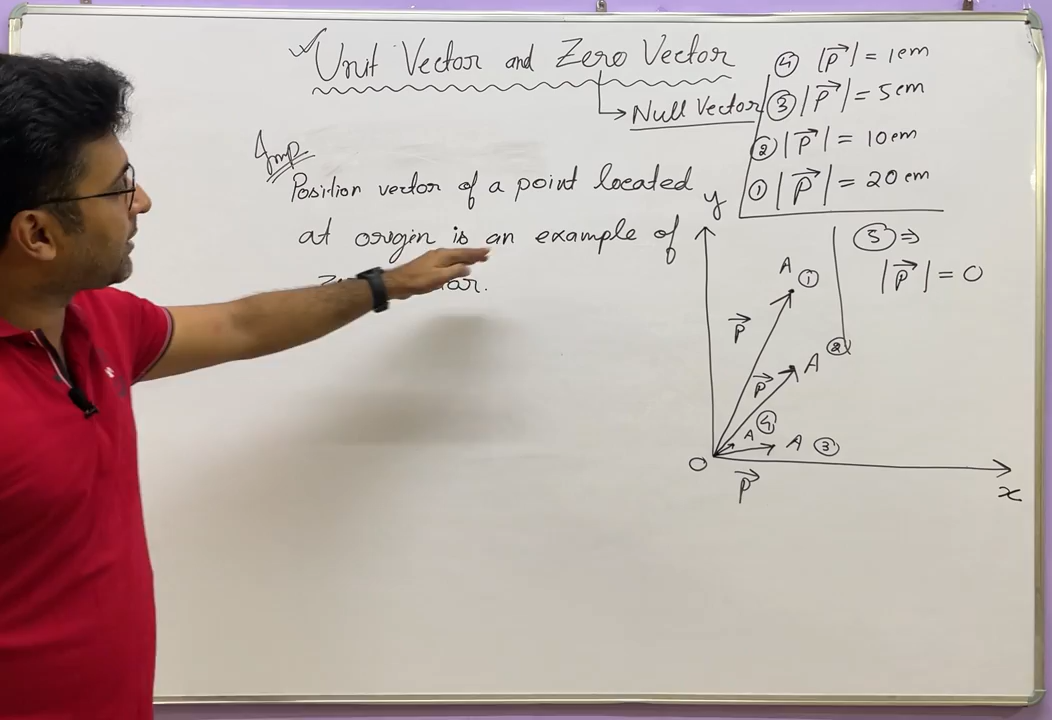 ✓ Unit Vector and Zero Vector
→ Null Vector
Imp
Position vector of a point located
at origin is an example of
④ |P⃗| = 1cm
③ |P⃗| = 5cm
② |P⃗| = 10cm
① |P⃗| = 20cm
⑤ ⇒
|P⃗| = 0
y
A ①
P⃗
A ②
P⃗
A ④
A ③
O
P⃗
x